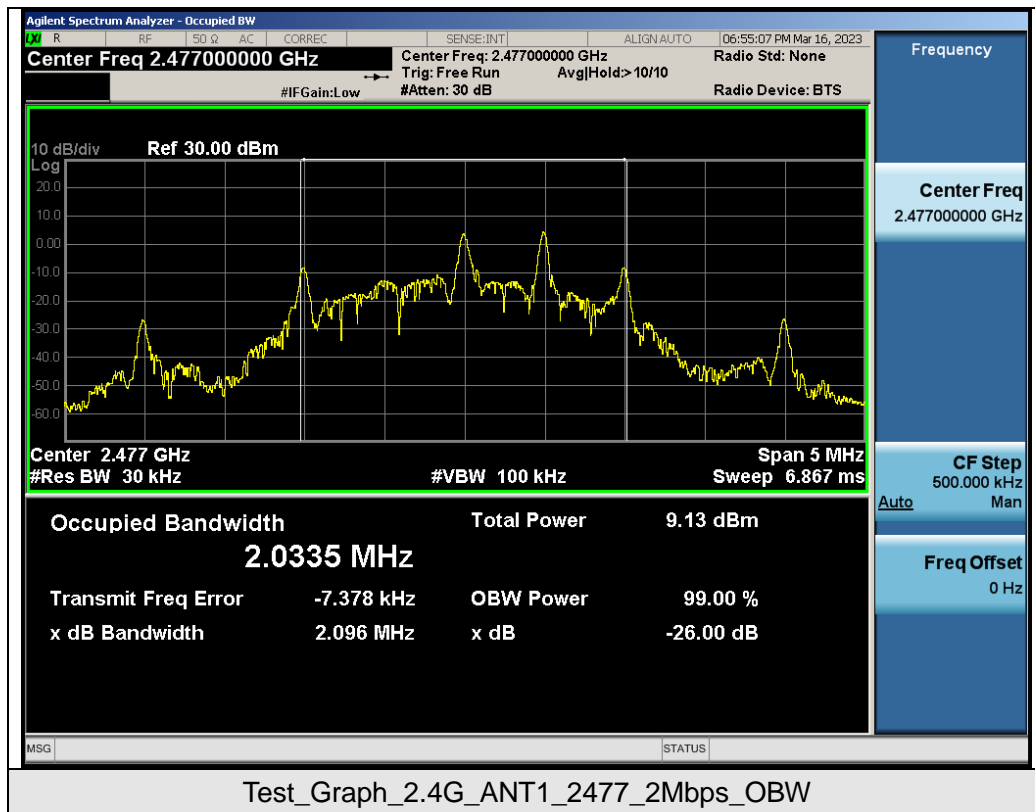 Agilent Spectrum Analyzer - Occupied BW
LXI R RF 50 Ω AC CORREC SENSE:INT ALIGN AUTO 06:55:07 PM Mar 16, 2023
Center Freq 2.477000000 GHz
Center Freq: 2.477000000 GHz
Radio Std: None
Trig: Free Run Avg|Hold:> 10/10
#IFGain:Low
#Atten: 30 dB
Radio Device: BTS
10 dB/div Ref 30.00 dBm
Log
20.0
10.0
0.00
-10.0
-20.0
-30.0
-40.0
-50.0
-60.0
Center 2.477 GHz Span 5 MHz
#Res BW 30 kHz #VBW 100 kHz Sweep 6.867 ms
Occupied Bandwidth Total Power 9.13 dBm
2.0335 MHz
Transmit Freq Error -7.378 kHz OBW Power 99.00 %
x dB Bandwidth 2.096 MHz x dB -26.00 dB
MSG STATUS
Frequency
Center Freq
2.477000000 GHz
CF Step
500.000 kHz
Auto Man
Freq Offset
0 Hz
Test_Graph_2.4G_ANT1_2477_2Mbps_OBW